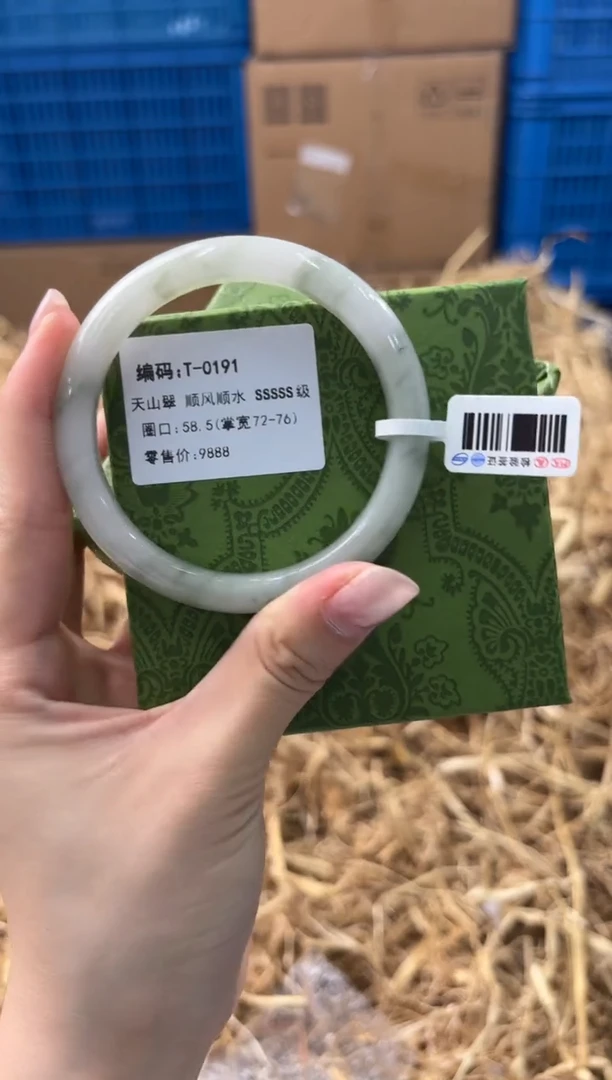 编码:T-0191
天山翠 顺风顺水 SSSSS级
圈口:58.5(掌宽72-76)
零售价:9888